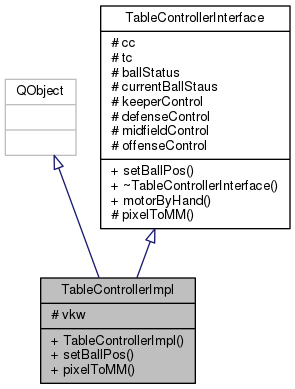 TableControllerInterface
# cc
# tc
# ballStatus
# currentBallStaus
# keeperControl
# defenseControl
# midfieldControl
# offenseControl
+ setBallPos()
+ ~TableControllerInterface()
+ motorByHand()
# pixelToMM()
QObject
TableControllerImpl
# vkw
+ TableControllerImpl()
+ setBallPos()
+ pixelToMM()